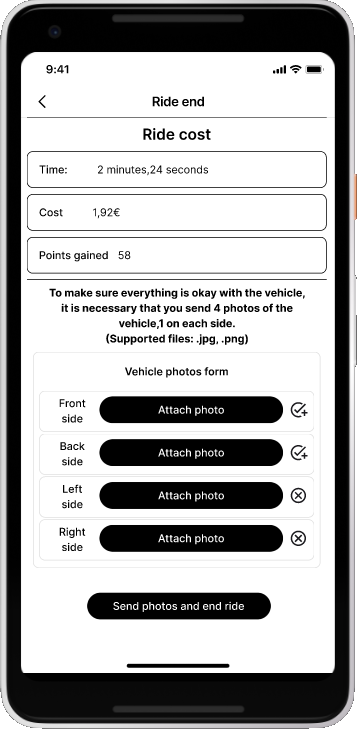 9:41
Ride end
Ride cost
Time: 2 minutes,24 seconds
Cost 1,92€
Points gained 58
To make sure everything is okay with the vehicle,
it is necessary that you send 4 photos of the
vehicle,1 on each side.
(Supported files: .jpg, .png)
Vehicle photos form
Front
side
Attach photo
Back
side
Attach photo
Left
side
Attach photo
Right
side
Attach photo
Send photos and end ride